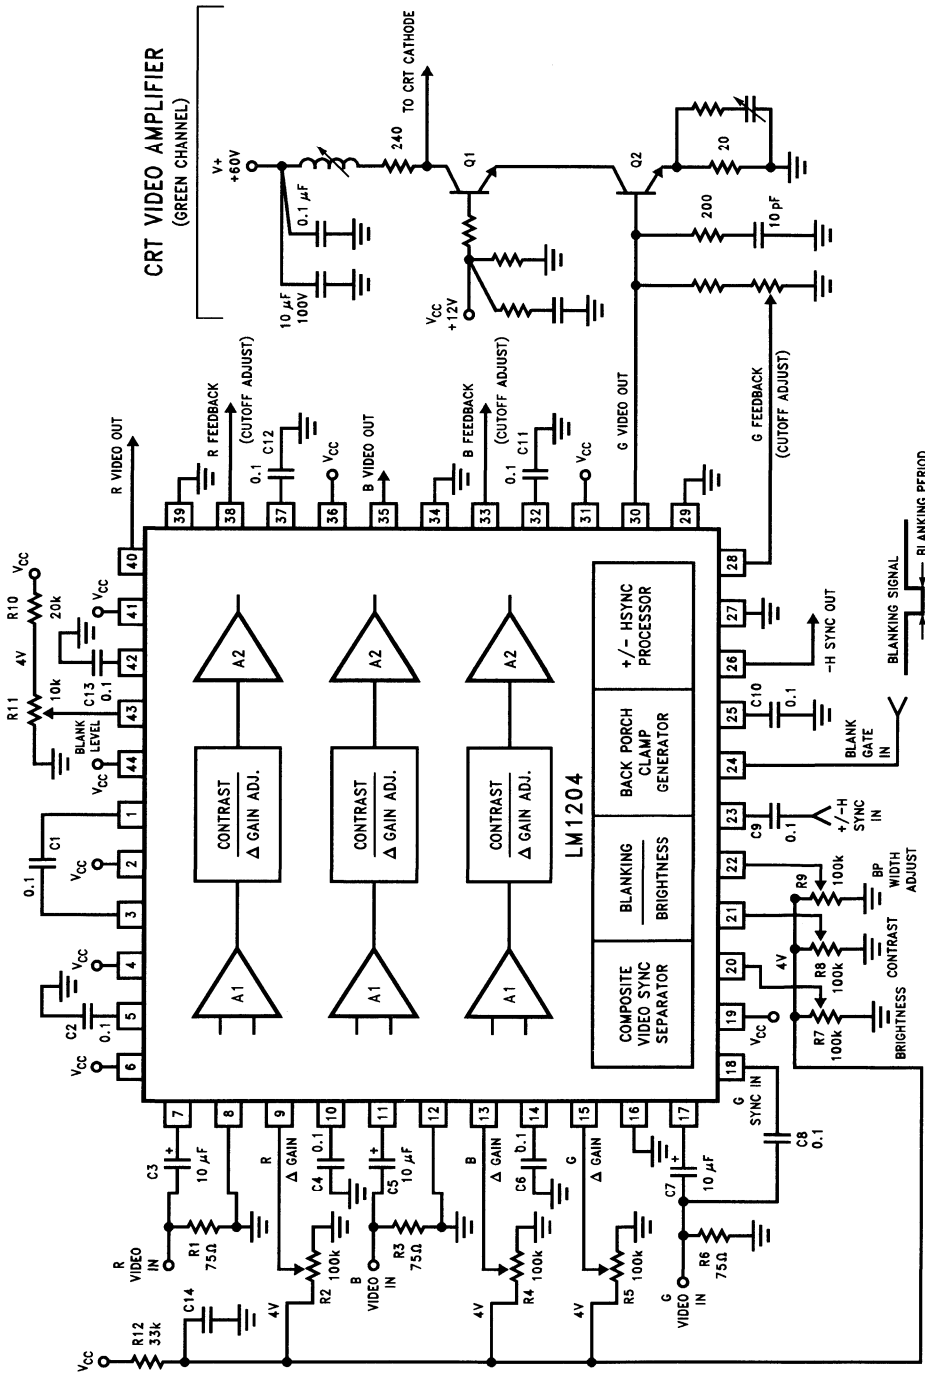 CRT VIDEO AMPLIFIER
(GREEN CHANNEL)
V+
+60V
0.1 μF
10 μF
100V
240
TO CRT CATHODE
Q1
VCC
+12V
Q2
20
200
10 pF
R VIDEO OUT
R FEEDBACK
(CUTOFF ADJUST)
0.1 C12
VCC
B VIDEO OUT
B FEEDBACK
(CUTOFF ADJUST)
0.1 C11
VCC
G VIDEO OUT
G FEEDBACK
(CUTOFF ADJUST)
39
38
37
36
35
34
33
32
31
30
29
VCC
R10
20k
4V
R11
10k
BLANK
LEVEL
VCC
C13
0.1
VCC
C1
0.1
VCC
VCC
C2
0.1
VCC
40
41
42
43
44
1
2
3
4
5
6
A1
CONTRAST
Δ GAIN ADJ.
A2
A1
CONTRAST
Δ GAIN ADJ.
A2
A1
CONTRAST
Δ GAIN ADJ.
A2
LM1204
COMPOSITE
VIDEO SYNC
SEPARATOR
BLANKING
BRIGHTNESS
BACK PORCH
CLAMP
GENERATOR
+/- HSYNC
PROCESSOR
28
27
26
25
24
23
22
21
20
19
18
-H SYNC OUT
C10
0.1
BLANK
GATE
IN
BLANKING SIGNAL
BLANKING PERIOD
C9
0.1
+/-H
SYNC
IN
R9
100k
BP
WIDTH
ADJUST
4V
R8
100k
CONTRAST
R7
100k
BRIGHTNESS
VCC
G
SYNC IN
C8
0.1
7
8
9
10
11
12
13
14
15
16
17
C3
+
10 μF
R
VIDEO
IN
R1
75Ω
R
Δ GAIN
R2
100k
4V
C4
0.1
C5
+
10 μF
B
VIDEO
IN
R3
75Ω
B
Δ GAIN
R4
100k
4V
C6
0.1
G
Δ GAIN
R5
100k
4V
C7
+
10 μF
G
VIDEO
IN
R6
75Ω
VCC
R12
33k
C14